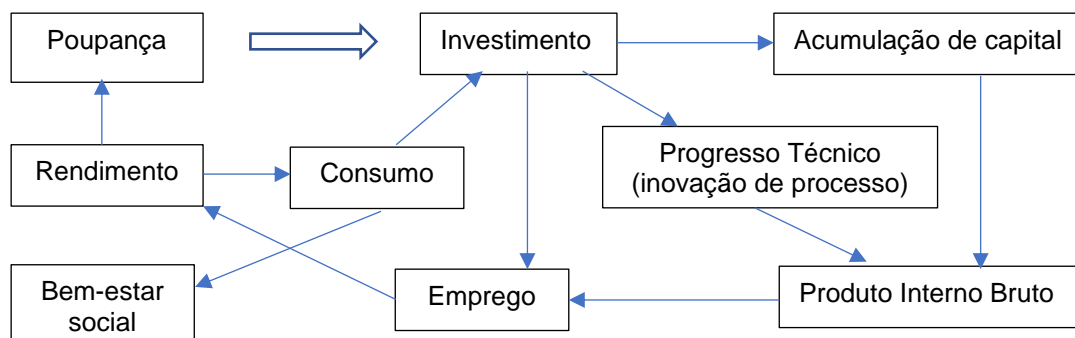 Poupança
Investimento
Acumulação de capital
Rendimento
Consumo
Progresso Técnico
(inovação de processo)
Bem-estar
social
Emprego
Produto Interno Bruto